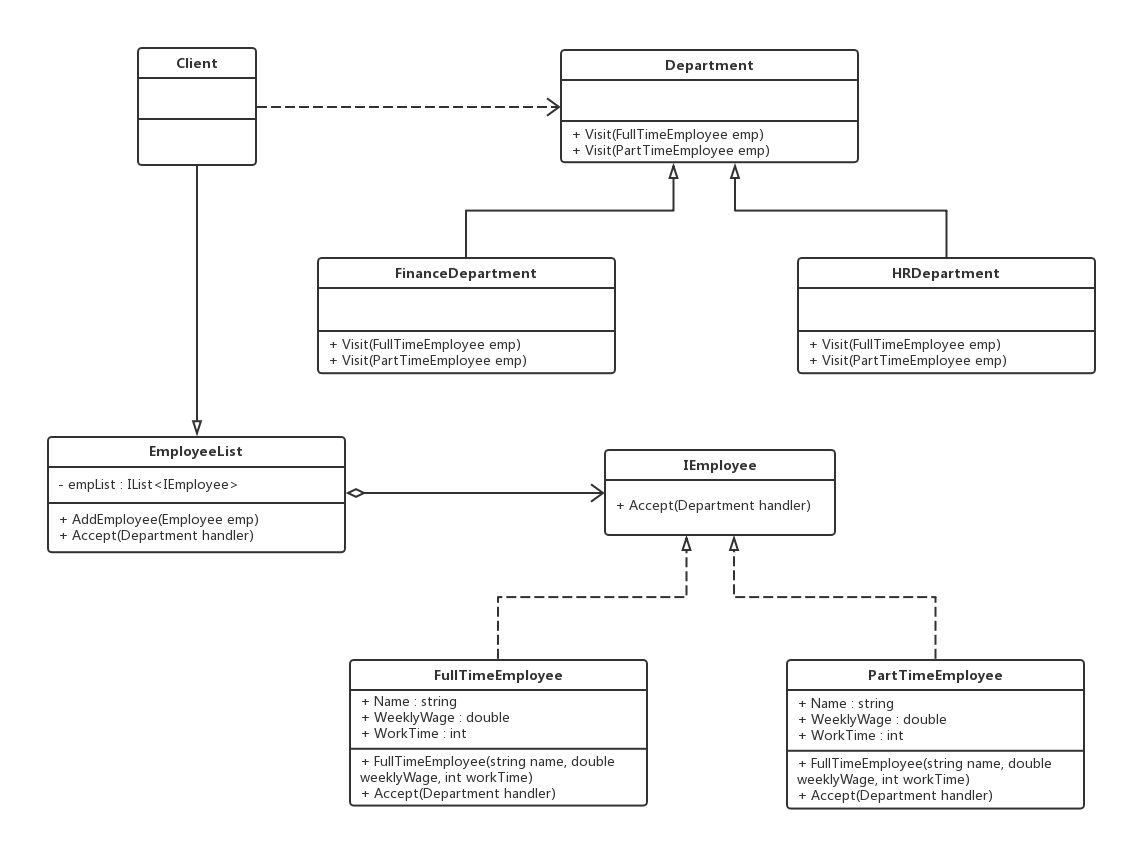 Client
Department
+ Visit(FullTimeEmployee emp)
+ Visit(PartTimeEmployee emp)
FinanceDepartment
+ Visit(FullTimeEmployee emp)
+ Visit(PartTimeEmployee emp)
HRDepartment
+ Visit(FullTimeEmployee emp)
+ Visit(PartTimeEmployee emp)
EmployeeList
- empList : IList<IEmployee>
+ AddEmployee(Employee emp)
+ Accept(Department handler)
IEmployee
+ Accept(Department handler)
FullTimeEmployee
+ Name : string
+ WeeklyWage : double
+ WorkTime : int
+ FullTimeEmployee(string name, double
weeklyWage, int workTime)
+ Accept(Department handler)
PartTimeEmployee
+ Name : string
+ WeeklyWage : double
+ WorkTime : int
+ FullTimeEmployee(string name, double
weeklyWage, int workTime)
+ Accept(Department handler)